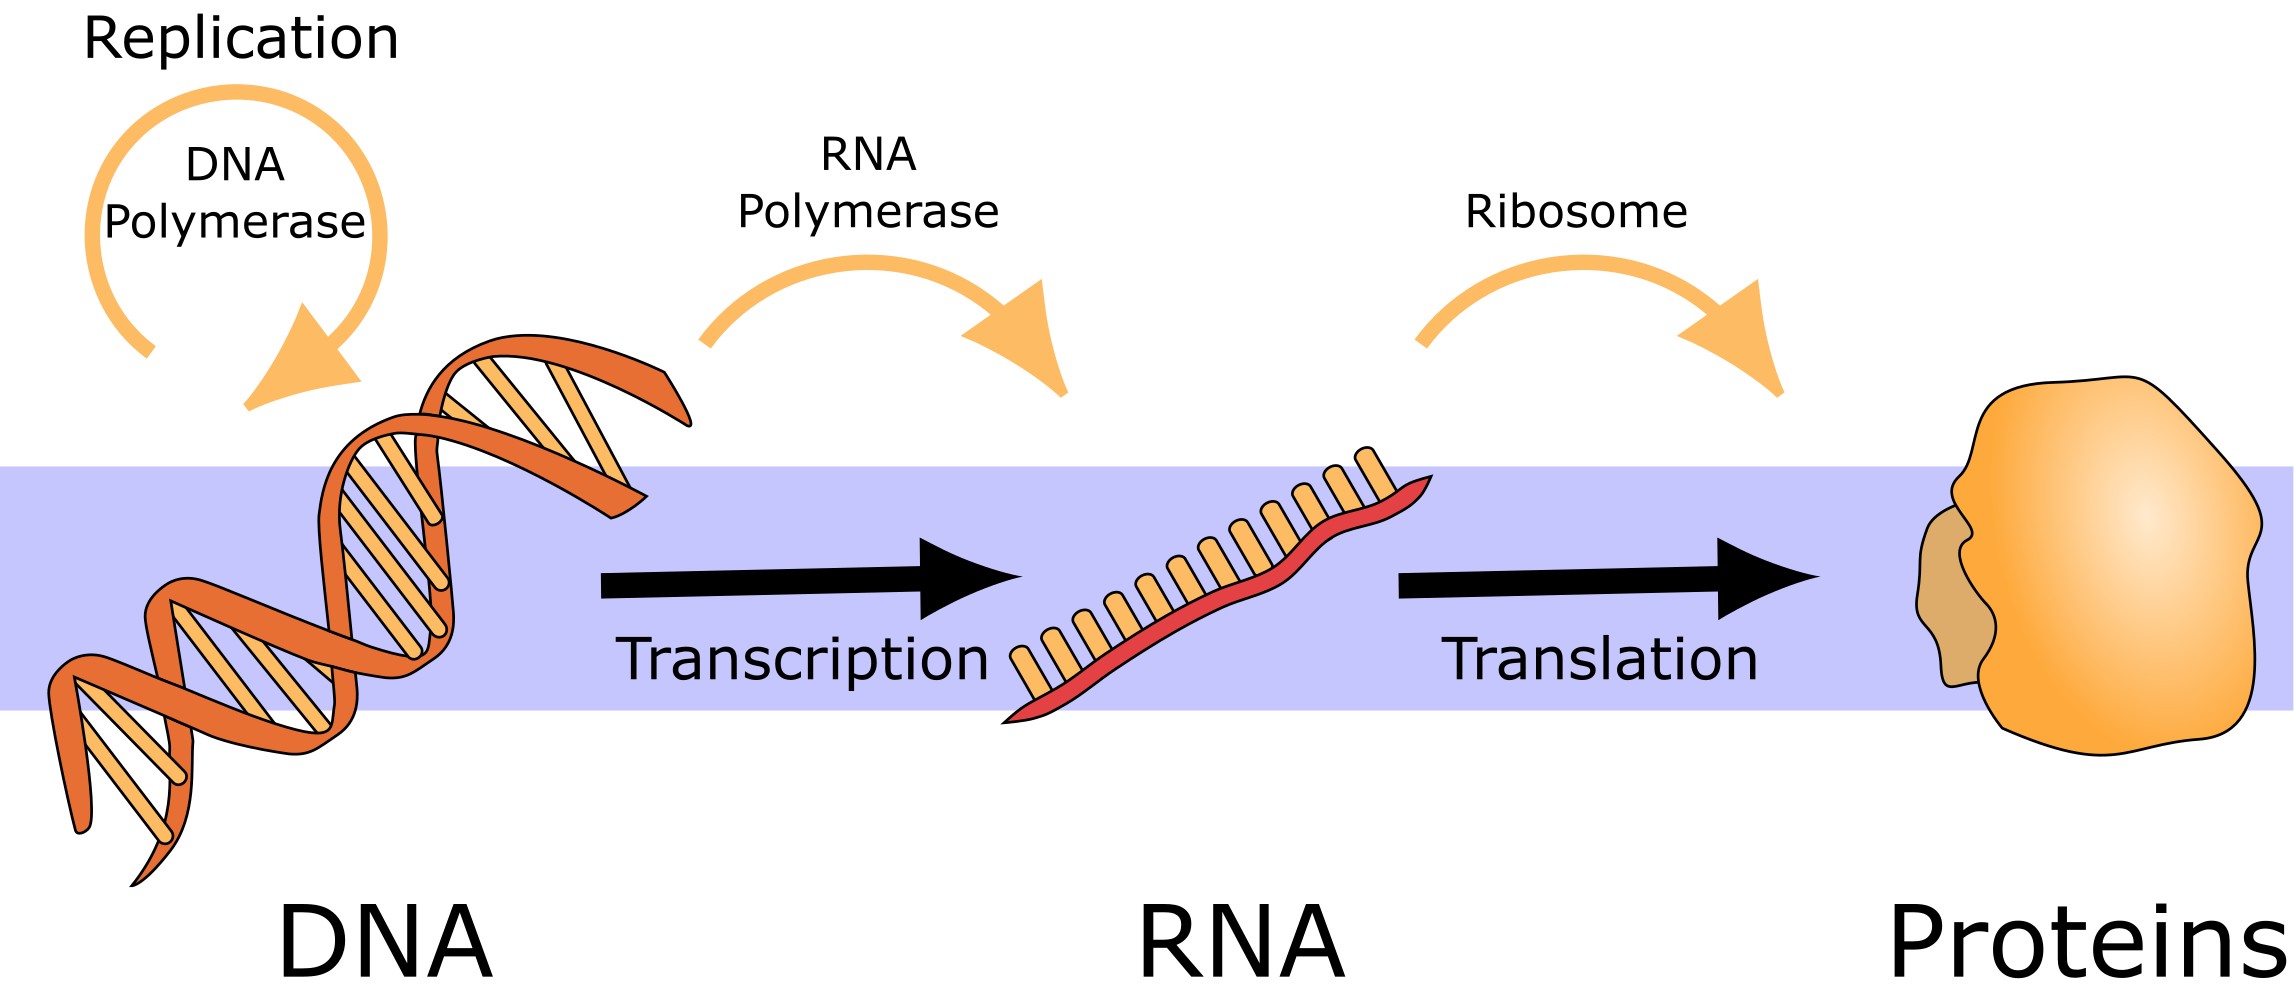 Replication
DNA
Polymerase
RNA
Polymerase
Ribosome
Transcription
Translation
DNA
RNA
Proteins